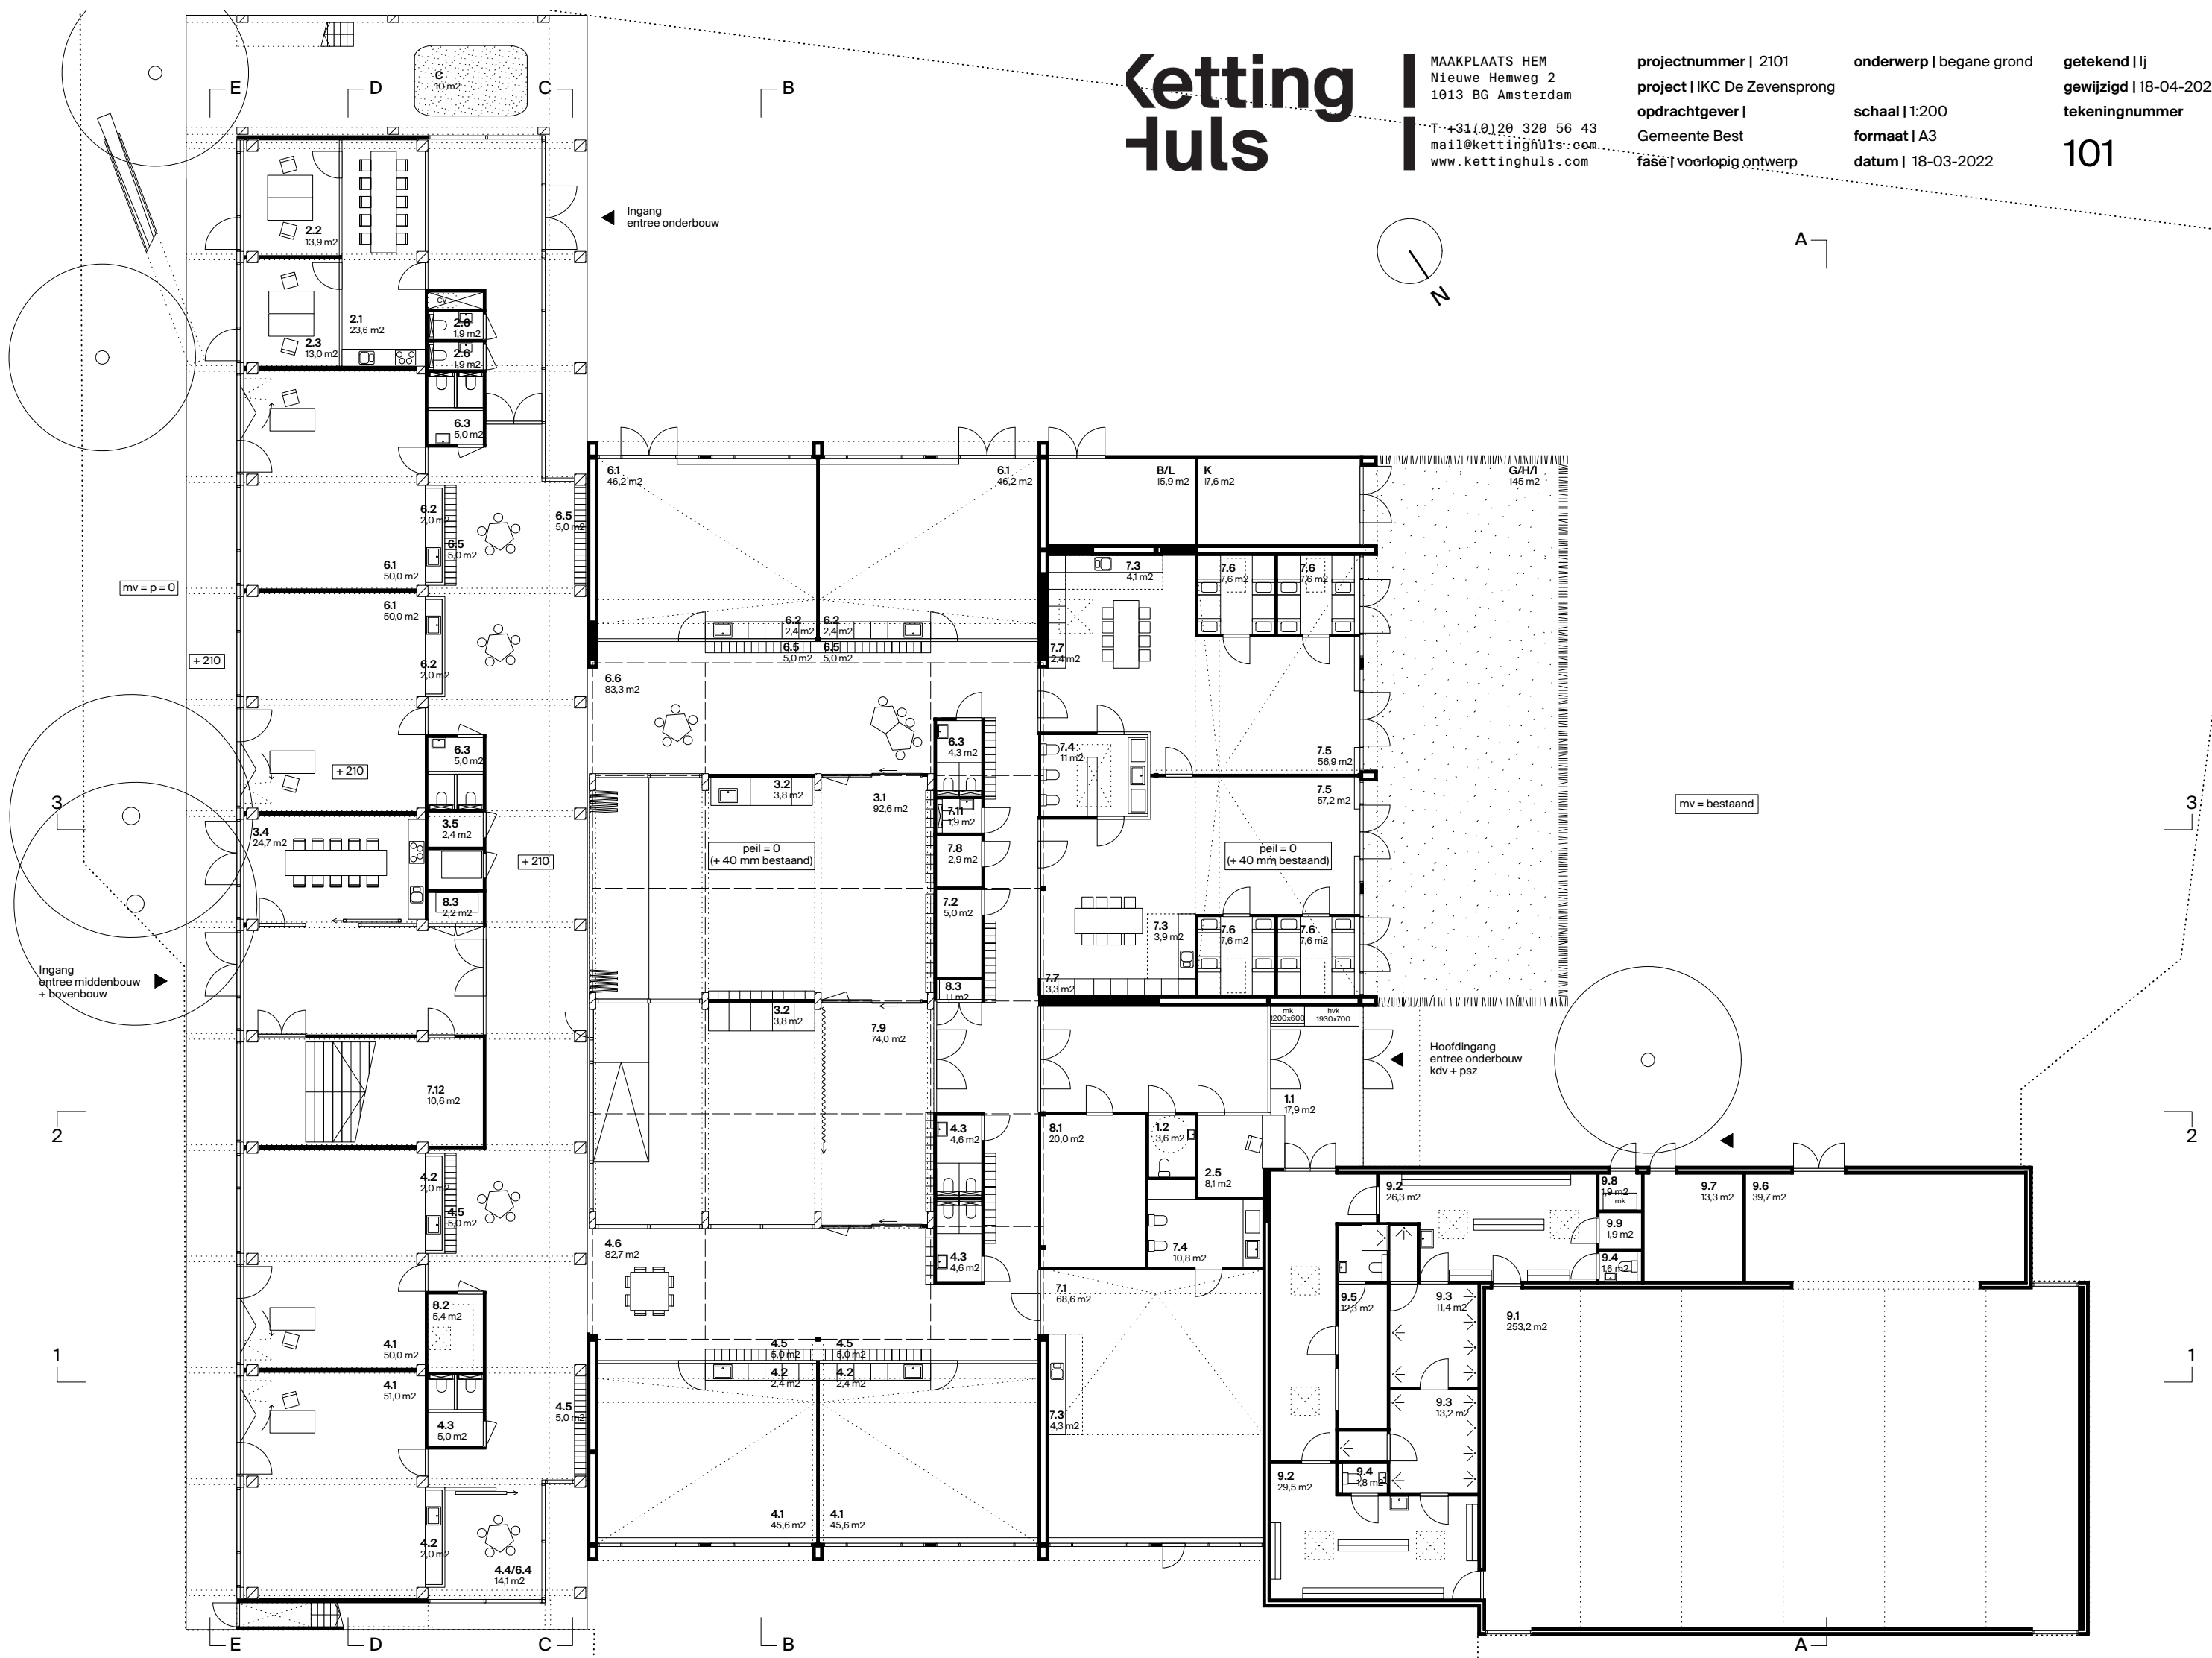 Ketting
Huls
MAAKPLAATS HEM
Nieuwe Hemweg 2
1013 BG Amsterdam
T +31(0)20 320 56 43
mail@kettinghuls.com
www.kettinghuls.com
projectnummer | 2101
project | IKC De Zevensprong
opdrachtgever |
Gemeente Best
fase | voorlopig ontwerp
onderwerp | begane grond
schaal | 1:200
formaat | A3
datum | 18-03-2022
getekend | lj
gewijzigd | 18-04-202
tekeningnummer
101
E
D
C
B
A
C
10 m2
N
Ingang
entree onderbouw
2.2
13,9 m2
2.1
23,6 m2
2.3
13,0 m2
CV
2.6
1,9 m2
2.6
1,9 m2
6.3
5,0 m2
6.2
2,0 m2
6.5
5,0 m2
6.5
5,0 m2
6.1
50,0 m2
6.1
50,0 m2
6.2
2,0 m2
mv = p = 0
+ 210
6.3
5,0 m2
+ 210
3.4
24,7 m2
3.5
2,4 m2
8.3
2,2 m2
+ 210
Ingang
entree middenbouw
+ bovenbouw
7.12
10,6 m2
4.2
2,0 m2
4.5
5,0 m2
8.2
5,4 m2
4.1
50,0 m2
4.1
51,0 m2
4.3
5,0 m2
4.5
5,0 m2
4.2
2,0 m2
4.4/6.4
14,1 m2
6.1
46,2 m2
6.1
46,2 m2
6.2
2,4 m2
6.2
2,4 m2
6.5
5,0 m2
6.5
5,0 m2
6.6
83,3 m2
3.2
3,8 m2
3.1
92,6 m2
peil = 0
(+ 40 mm bestaand)
3.2
3,8 m2
7.9
74,0 m2
6.3
4,3 m2
7.11
1,9 m2
7.8
2,9 m2
7.2
5,0 m2
8.3
1,1 m2
4.3
4,6 m2
4.3
4,6 m2
4.6
82,7 m2
4.5
5,0 m2
4.5
5,0 m2
4.2
2,4 m2
4.2
2,4 m2
4.1
45,6 m2
4.1
45,6 m2
B/L
15,9 m2
K
17,6 m2
G/H/I
145 m2
7.3
4,1 m2
7.6
7,6 m2
7.6
7,6 m2
7.7
2,4 m2
7.4
11 m2
7.5
56,9 m2
7.5
57,2 m2
peil = 0
(+ 40 mm bestaand)
7.3
3,9 m2
7.6
7,6 m2
7.6
7,6 m2
7.7
3,3 m2
mk
1200x600
hvk
1930x700
Hoofdingang
entree onderbouw
kdv + psz
mv = bestaand
1.1
17,9 m2
8.1
20,0 m2
1.2
3,6 m2
2.5
8,1 m2
7.4
10,8 m2
7.1
68,6 m2
7.3
4,3 m2
9.2
26,3 m2
9.8
1,9 m2
mk
9.9
1,9 m2
9.4
1,6 m2
9.7
13,3 m2
9.6
39,7 m2
9.5
12,3 m2
9.3
11,4 m2
9.3
13,2 m2
9.1
253,2 m2
9.4
1,8 m2
9.2
29,5 m2
3
3
2
2
1
1
E
D
C
B
A